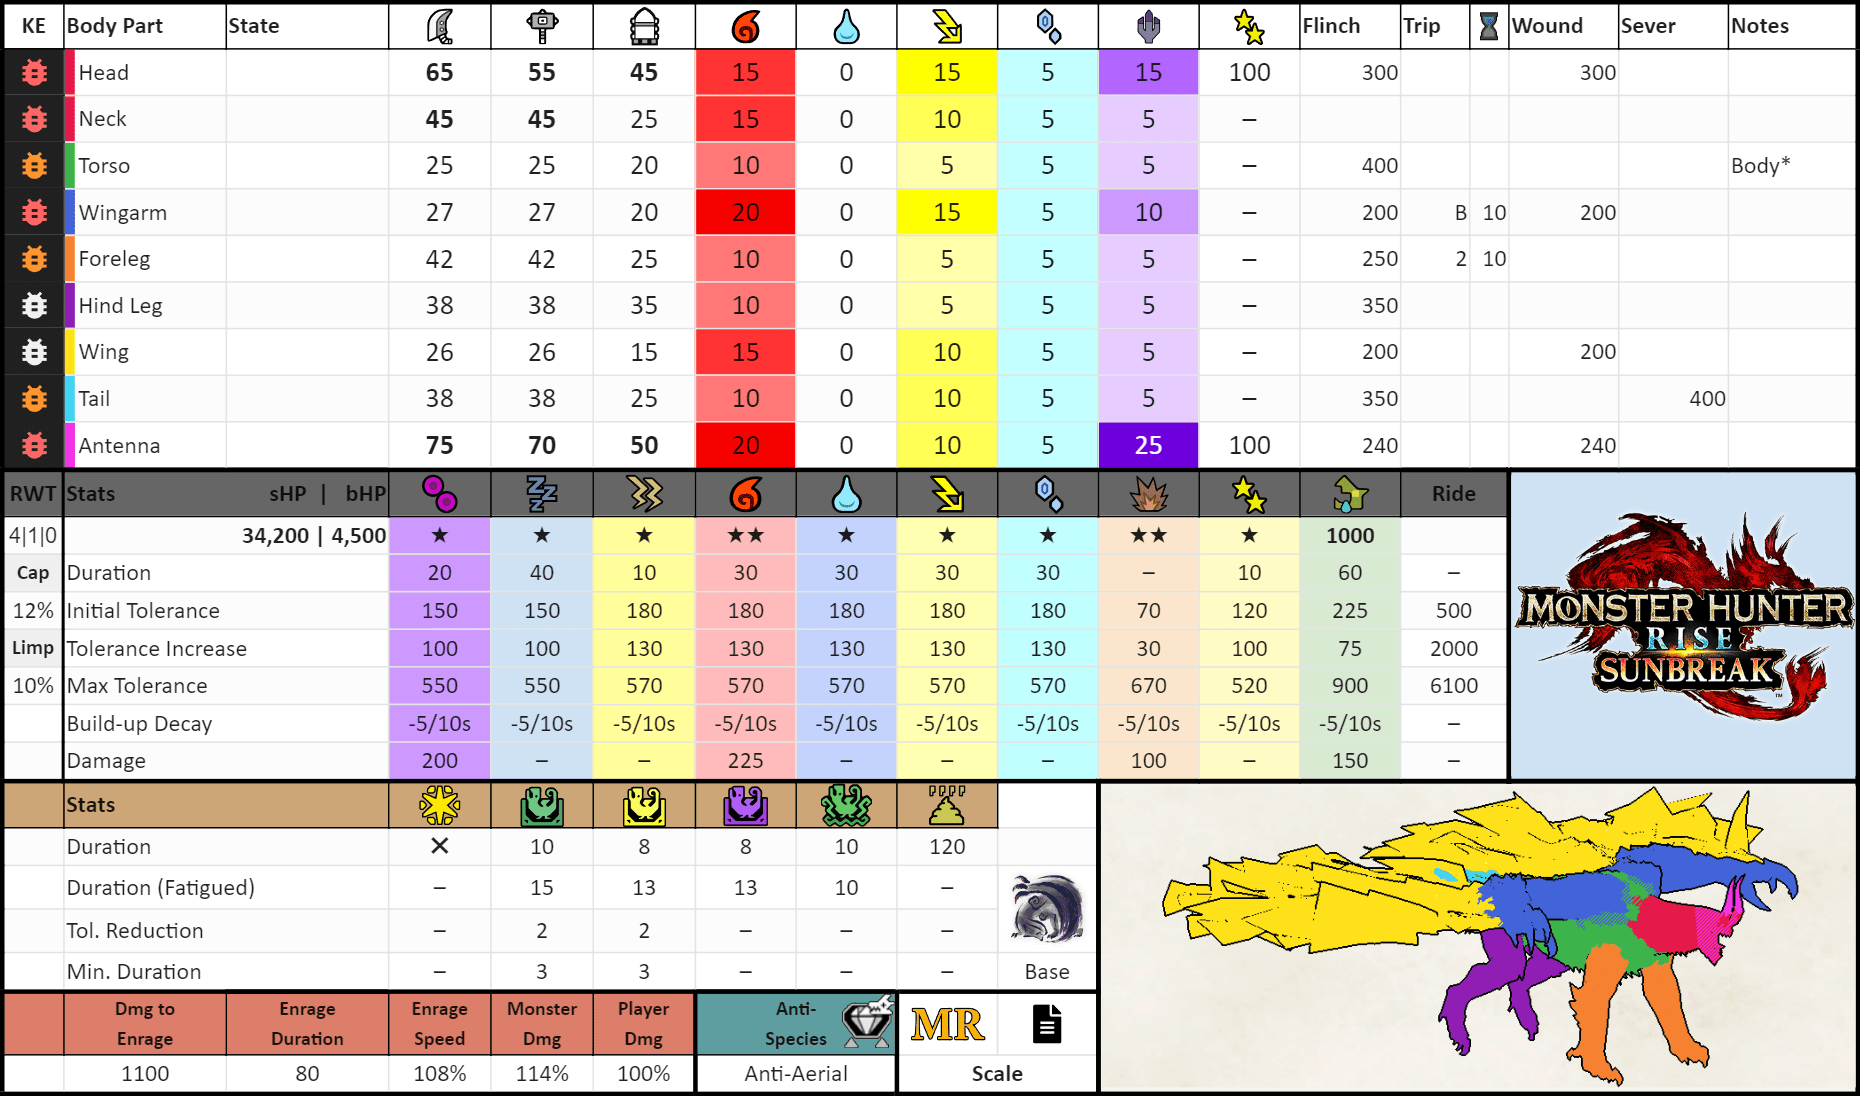 KE Body Part State Flinch Trip Wound Sever Notes
Head 65 55 45 15 0 15 5 15 100 300 300
Neck 45 45 25 15 0 10 5 5 –
Torso 25 25 20 10 0 5 5 5 – 400 Body*
Wingarm 27 27 20 20 0 15 5 10 – 200 B 10 200
Foreleg 42 42 25 10 0 5 5 5 – 250 2 10
Hind Leg 38 38 35 10 0 5 5 5 – 350
Wing 26 26 15 15 0 10 5 5 – 200 200
Tail 38 38 25 10 0 10 5 5 – 350 400
Antenna 75 70 50 20 0 10 5 25 100 240 240
RWT Stats sHP | bHP Ride
4|1|0 34,200 | 4,500 ★ ★ ★ ★★ ★ ★ ★ ★★ ★ 1000
Cap Duration 20 40 10 30 30 30 30 – 10 60 –
12% Initial Tolerance 150 150 180 180 180 180 180 70 120 225 500
Limp Tolerance Increase 100 100 130 130 130 130 130 30 100 75 2000
10% Max Tolerance 550 550 570 570 570 570 570 670 520 900 6100
Build-up Decay -5/10s -5/10s -5/10s -5/10s -5/10s -5/10s -5/10s -5/10s -5/10s -5/10s –
Damage 200 – – 225 – – – 100 – 150 –
MONSTER HUNTER
RISE
SUNBREAK
™
Stats
Duration ✕ 10 8 8 10 120
Duration (Fatigued) – 15 13 13 10 –
Tol. Reduction – 2 2 – – –
Min. Duration – 3 3 – – – Base
Dmg to Enrage Enrage Monster Player Anti-
Enrage Duration Speed Dmg Dmg Species
MR
1100 80 108% 114% 100% Anti-Aerial Scale